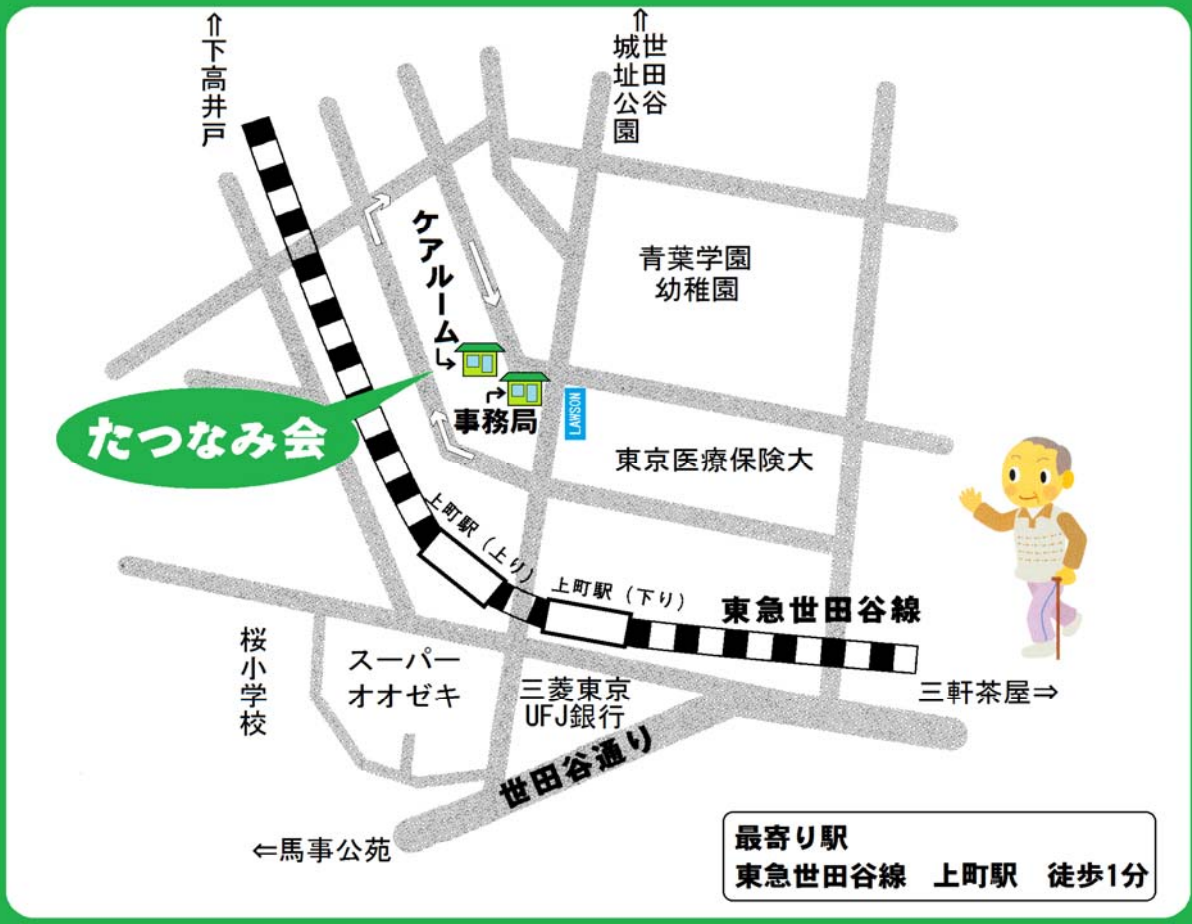 ⇑下高井戸
⇑世田谷
城址公園
ケアルーム
青葉学園
幼稚園
たつなみ会
事務局
LAWSON
東京医療保険大
上町駅（上り）
上町駅（下り）
東急世田谷線
桜小学校
スーパー
オオゼキ
三菱東京
UFJ銀行
三軒茶屋⇒
世田谷通り
⇐馬事公苑
最寄り駅
東急世田谷線　上町駅　徒歩1分